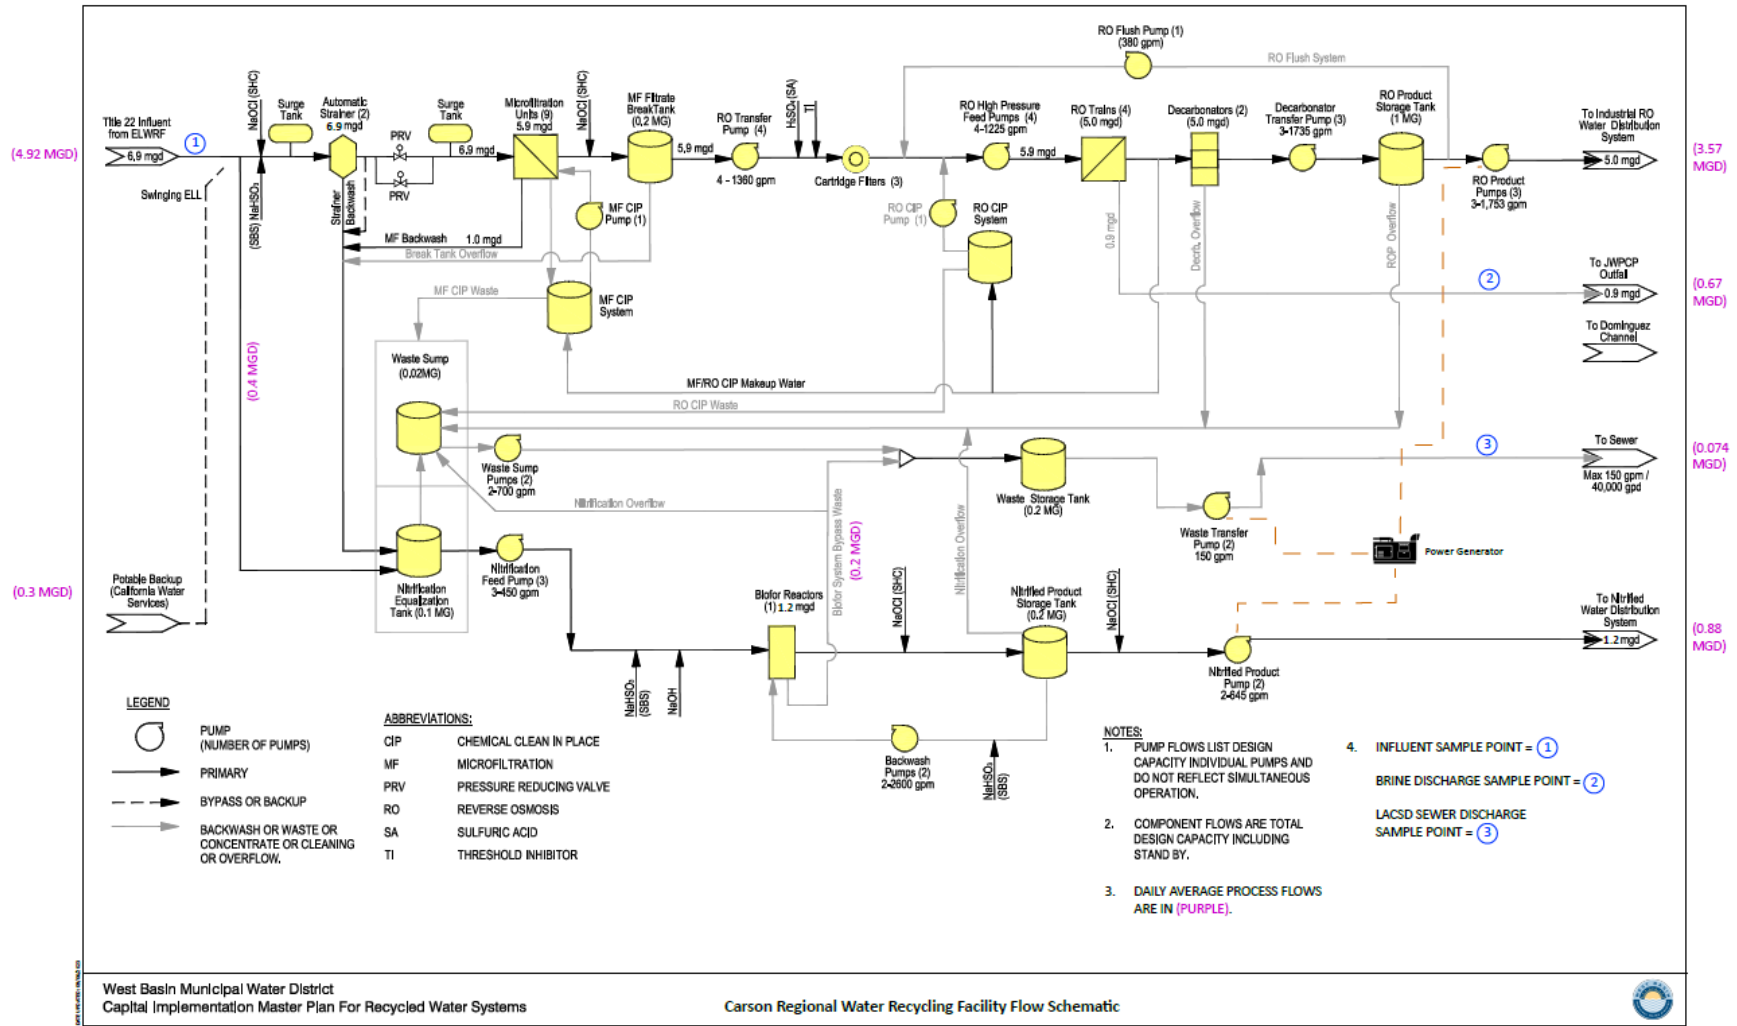 RO Flush Pump (1)
(380 gpm)
RO Flush System
NaOCl (SHC)
Surge
Tank
Automatic
Strainer (2)
6.9 mgd
PRV
PRV
Surge
Tank
6.9 mgd
Microfiltration
Units (9)
5.9 mgd
NaOCl (SHC)
MF Filtrate
BreakTank
(0.2 MG)
5.9 mgd
RO Transfer
Pump (4)
4 - 1360 gpm
H₂SO₄ (SA)
TI
Cartridge Filters (3)
RO High Pressure
Feed Pumps (4)
4-1225 gpm
5.9 mgd
RO Trains (4)
(5.0 mgd)
Decarbonators (2)
(5.0 mgd)
Decarbonator
Transfer Pump (3)
3-1735 gpm
RO Product
Storage Tank
(1 MG)
RO Product
Pumps (3)
3-1,753 gpm
To Industrial RO
Water Distribution
System
5.0 mgd
(3.57
MGD)
Title 22 Influent
from ELWRF
6.9 mgd
(4.92 MGD)
1
Swinging ELL
(SBS) NaHSO₃
Strainer
Backwash
MF Backwash 1.0 mgd
Break Tank Overflow
MF CIP
Pump (1)
RO CIP
Pump (1)
RO CIP
System
0.9 mgd
Decrb. Overflow
ROP Overflow
2
To JWPCP
Outfall
0.9 mgd
(0.67
MGD)
To Dominguez
Channel
MF CIP Waste
MF CIP
System
(0.4 MGD)
Waste Sump
(0.02MG)
MF/RO CIP Makeup Water
RO CIP Waste
Waste Sump
Pumps (2)
2-700 gpm
Nitrification Overflow
Biofor System Bypass Waste
(0.2 MGD)
Waste Storage Tank
(0.2 MG)
Nitrification Overflow
Waste Transfer
Pump (2)
150 gpm
3
To Sewer
Max 150 gpm /
40,000 gpd
(0.074
MGD)
Power Generator
(0.3 MGD)
Potable Backup
(California Water
Services)
Nitrification
Equalization
Tank (0.1 MG)
Nitrification
Feed Pump (3)
3-450 gpm
NaHSO₃
(SBS)
NaOH
Biofor Reactors
(1) 1.2 mgd
NaOCl (SHC)
Nitrified Product
Storage Tank
(0.2 MG)
NaOCl (SHC)
Nitrified Product
Pump (2)
2-645 gpm
To Nitrified
Water Distribution
System
1.2 mgd
(0.88
MGD)
Backwash
Pumps (2)
2-2600 gpm
NaHSO₃
(SBS)
LEGEND
PUMP
(NUMBER OF PUMPS)
PRIMARY
BYPASS OR BACKUP
BACKWASH OR WASTE OR
CONCENTRATE OR CLEANING
OR OVERFLOW.
ABBREVIATIONS:
CIP CHEMICAL CLEAN IN PLACE
MF MICROFILTRATION
PRV PRESSURE REDUCING VALVE
RO REVERSE OSMOSIS
SA SULFURIC ACID
TI THRESHOLD INHIBITOR
NOTES:
1. PUMP FLOWS LIST DESIGN
CAPACITY INDIVIDUAL PUMPS AND
DO NOT REFLECT SIMULTANEOUS
OPERATION.
2. COMPONENT FLOWS ARE TOTAL
DESIGN CAPACITY INCLUDING
STAND BY.
3. DAILY AVERAGE PROCESS FLOWS
ARE IN (PURPLE).
4. INFLUENT SAMPLE POINT = 1
BRINE DISCHARGE SAMPLE POINT = 2
LACSD SEWER DISCHARGE
SAMPLE POINT = 3
West Basin Municipal Water District
Capital Implementation Master Plan For Recycled Water Systems
Carson Regional Water Recycling Facility Flow Schematic